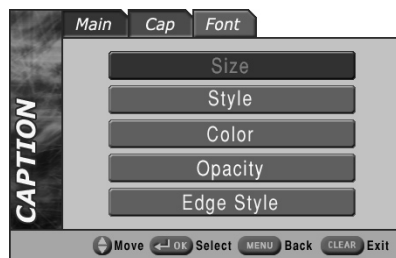 Main Cap Font
CAPTION
Size
Style
Color
Opacity
Edge Style
Move OK Select MENU Back CLEAR Exit